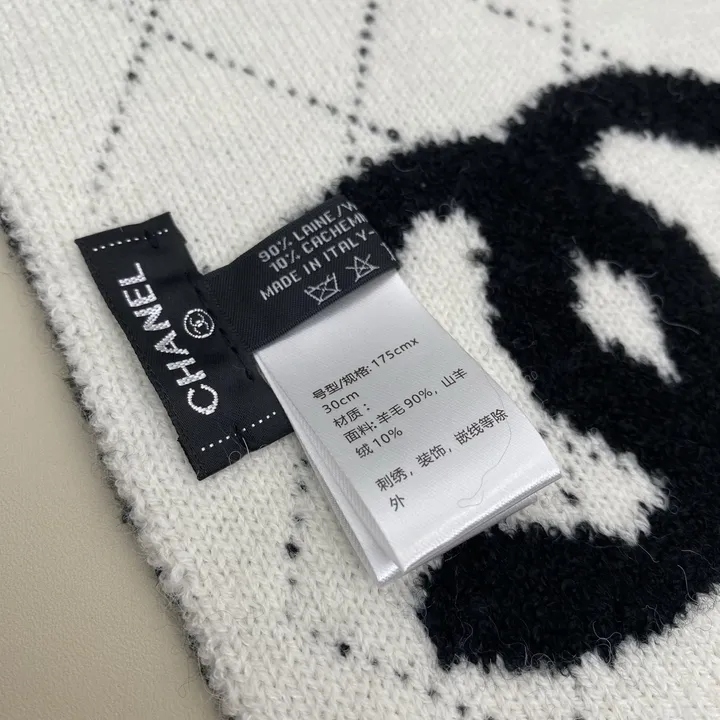 CHANEL
90% LAINE/
10% CACHEM
MADE IN ITALY-
号型/规格: 175cmx
30cm
材质：
面料: 羊毛 90%，山羊
绒 10%
刺绣，装饰，嵌线等除
外